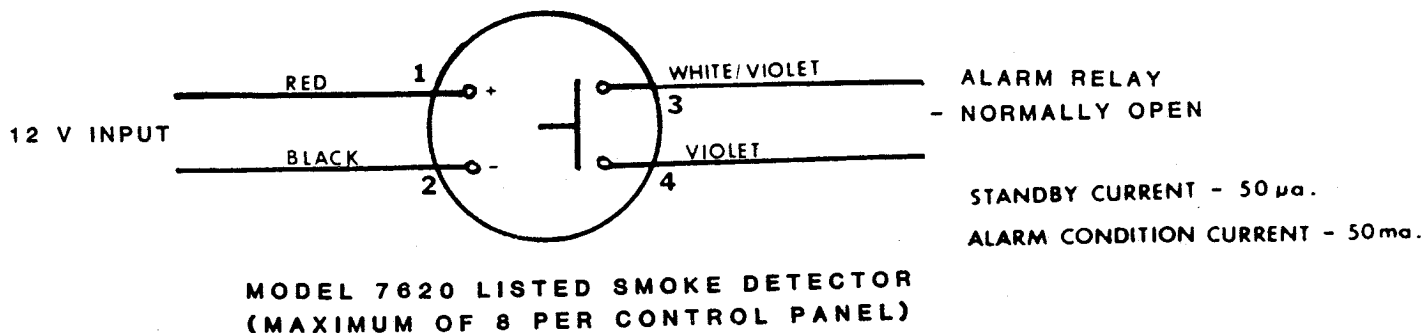 RED
1
+
12 V INPUT
BLACK
2
-
WHITE/VIOLET
3
VIOLET
4
ALARM RELAY
- NORMALLY OPEN
STANDBY CURRENT - 50 µa.
ALARM CONDITION CURRENT - 50ma.
MODEL 7620 LISTED SMOKE DETECTOR
(MAXIMUM OF 8 PER CONTROL PANEL)